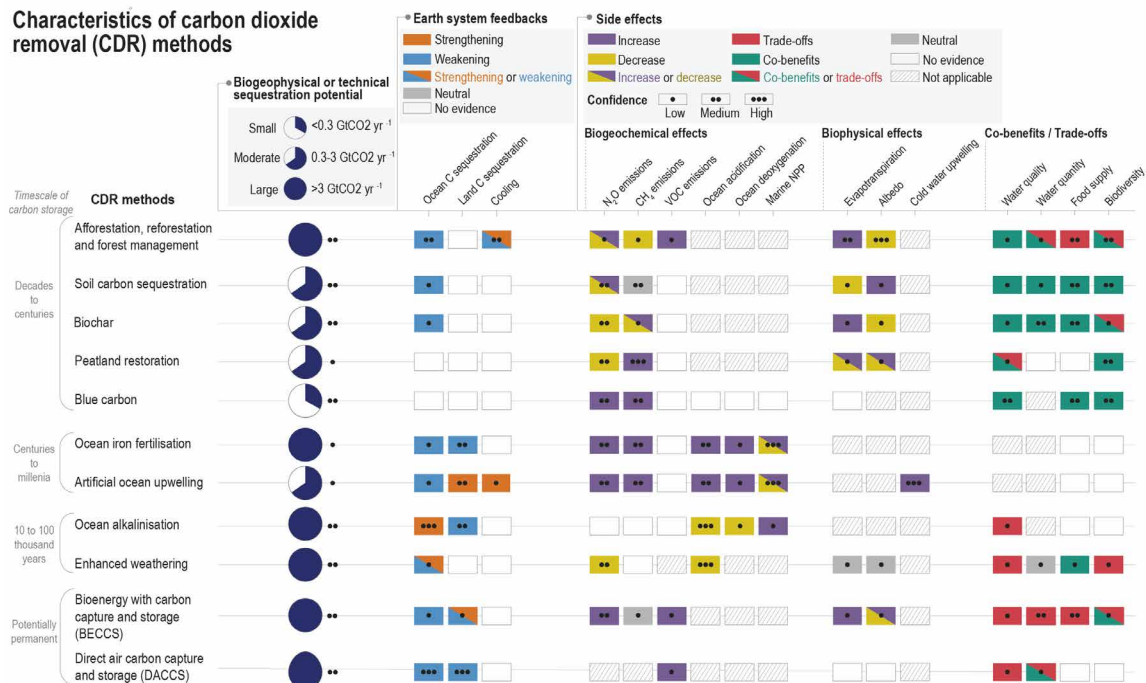 Characteristics of carbon dioxide
removal (CDR) methods
Biogeophysical or technical
sequestration potential
Small <0.3 GtCO2 yr -1
Moderate 0.3-3 GtCO2 yr -1
Large >3 GtCO2 yr -1
Earth system feedbacks
Strengthening
Weakening
Strengthening or weakening
Neutral
No evidence
Side effects
Increase
Decrease
Increase or decrease
Trade-offs
Co-benefits
Co-benefits or trade-offs
Neutral
No evidence
Not applicable
Confidence
Low Medium High
Biogeochemical effects
Biophysical effects
Co-benefits / Trade-offs
Ocean C sequestration
Land C sequestration
Cooling
N2O emissions
CH4 emissions
VOC emissions
Ocean acidification
Ocean deoxygenation
Marine NPP
Evapotranspiration
Albedo
Cold water upwelling
Water quality
Water quantity
Food supply
Biodiversity
Timescale of
carbon storage
CDR methods
Decades
to
centuries
Afforestation, reforestation
and forest management
Soil carbon sequestration
Biochar
Peatland restoration
Blue carbon
Centuries
to
millenia
Ocean iron fertilisation
Artificial ocean upwelling
10 to 100
thousand
years
Ocean alkalinisation
Enhanced weathering
Potentially
permanent
Bioenergy with carbon
capture and storage
(BECCS)
Direct air carbon capture
and storage (DACCS)